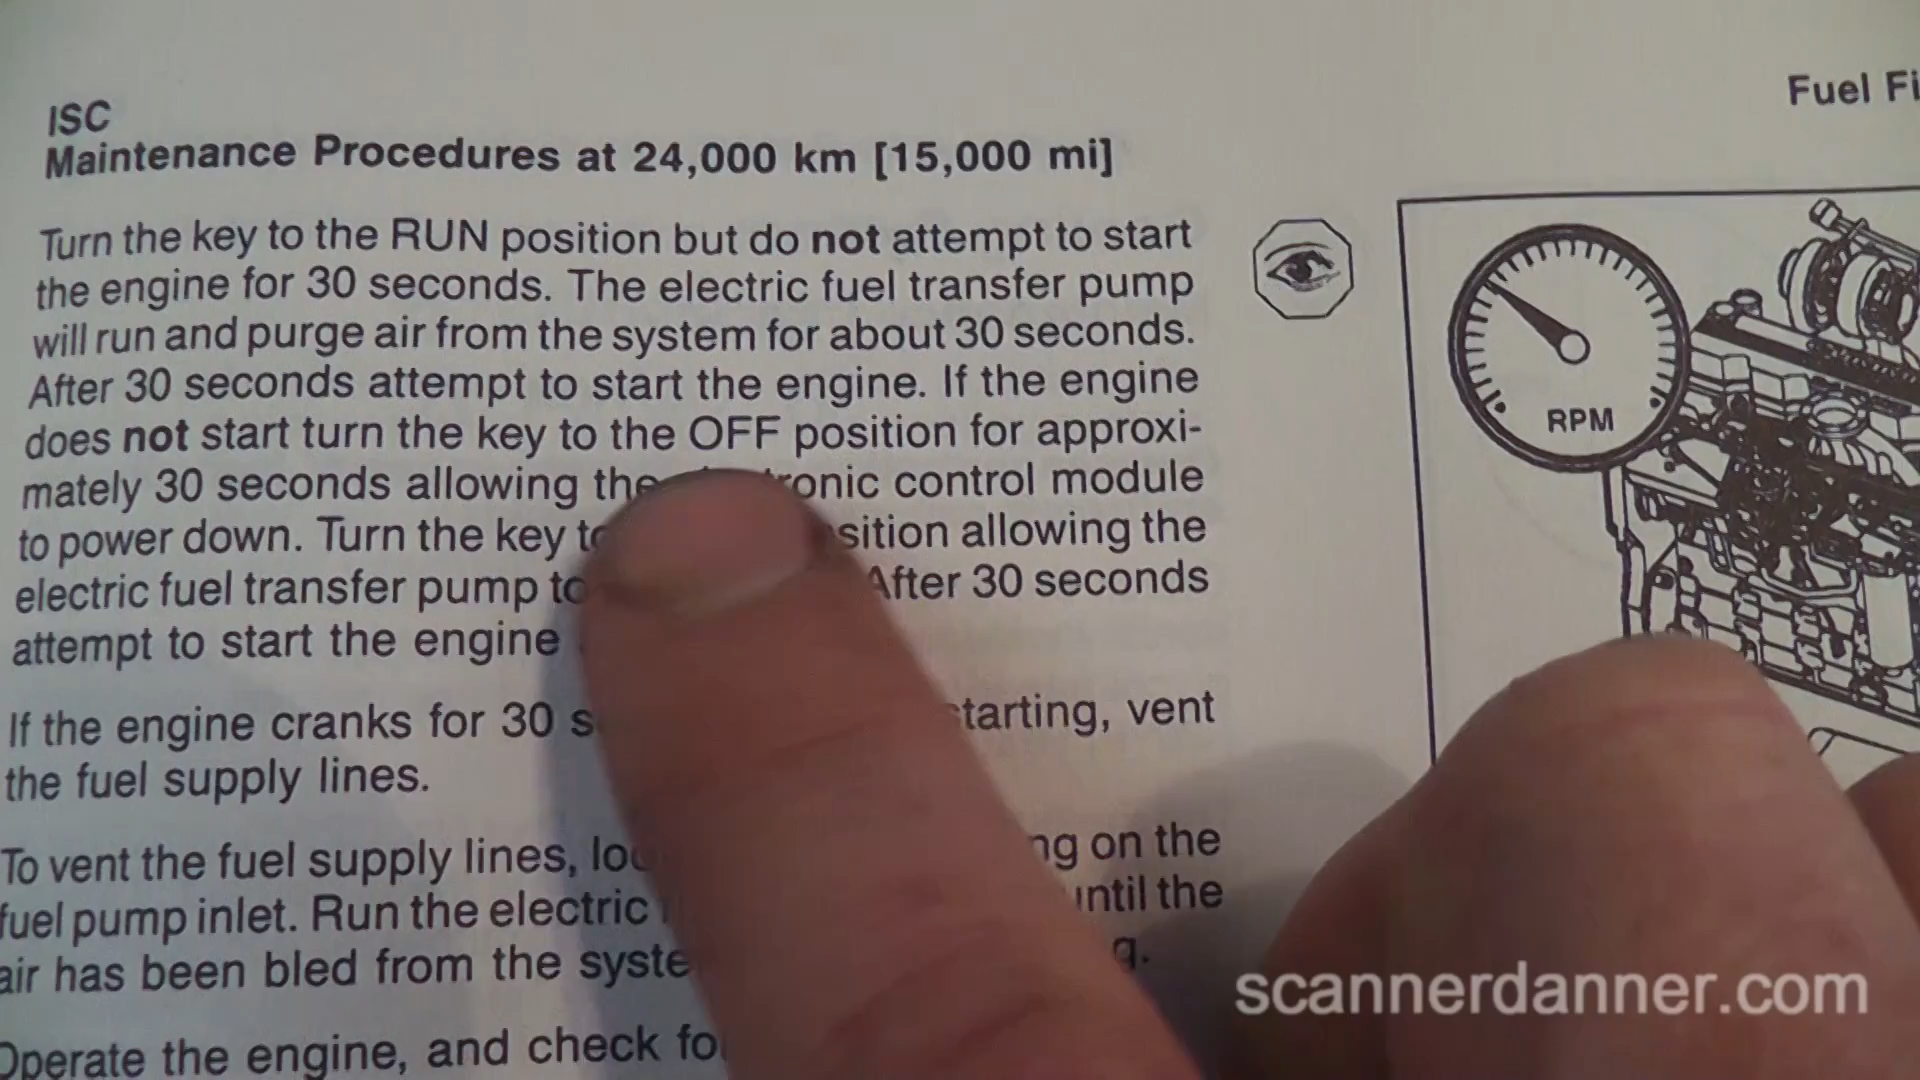 ISC
Fuel Fi
Maintenance Procedures at 24,000 km [15,000 mi]
Turn the key to the RUN position but do not attempt to start
the engine for 30 seconds. The electric fuel transfer pump
will run and purge air from the system for about 30 seconds.
After 30 seconds attempt to start the engine. If the engine
does not start turn the key to the OFF position for approxi-
mately 30 seconds allowing the ronic control module
to power down. Turn the key to sition allowing the
electric fuel transfer pump to After 30 seconds
attempt to start the engine
If the engine cranks for 30 s tarting, vent
the fuel supply lines.
To vent the fuel supply lines, lo ng on the
fuel pump inlet. Run the electric until the
air has been bled from the syste g.
Operate the engine, and check fo
RPM
scannerdanner.com